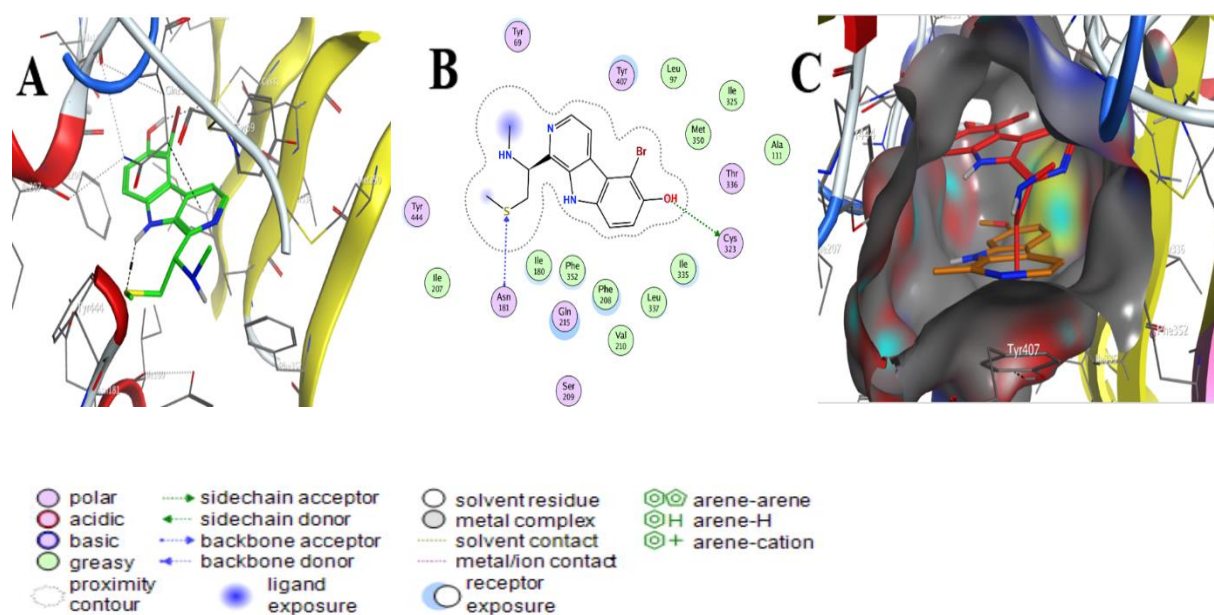 A
Tyr444
B
Tyr
69
Tyr
407
Leu
97
Ile
325
Met
350
Ala
111
Thr
336
Cys
323
Tyr
444
Ile
207
Ile
180
Phe
352
Phe
208
Ile
335
Asn
181
Gln
215
Leu
337
Val
210
Ser
209
N
HN
S
NH
Br
OH
C
Tyr407
Phe352
polar
acidic
basic
greasy
proximity
contour
sidechain acceptor
sidechain donor
backbone acceptor
backbone donor
ligand
exposure
solvent residue
metal complex
solvent contact
metal/ion contact
receptor
exposure
arene-arene
H arene-H
+ arene-cation